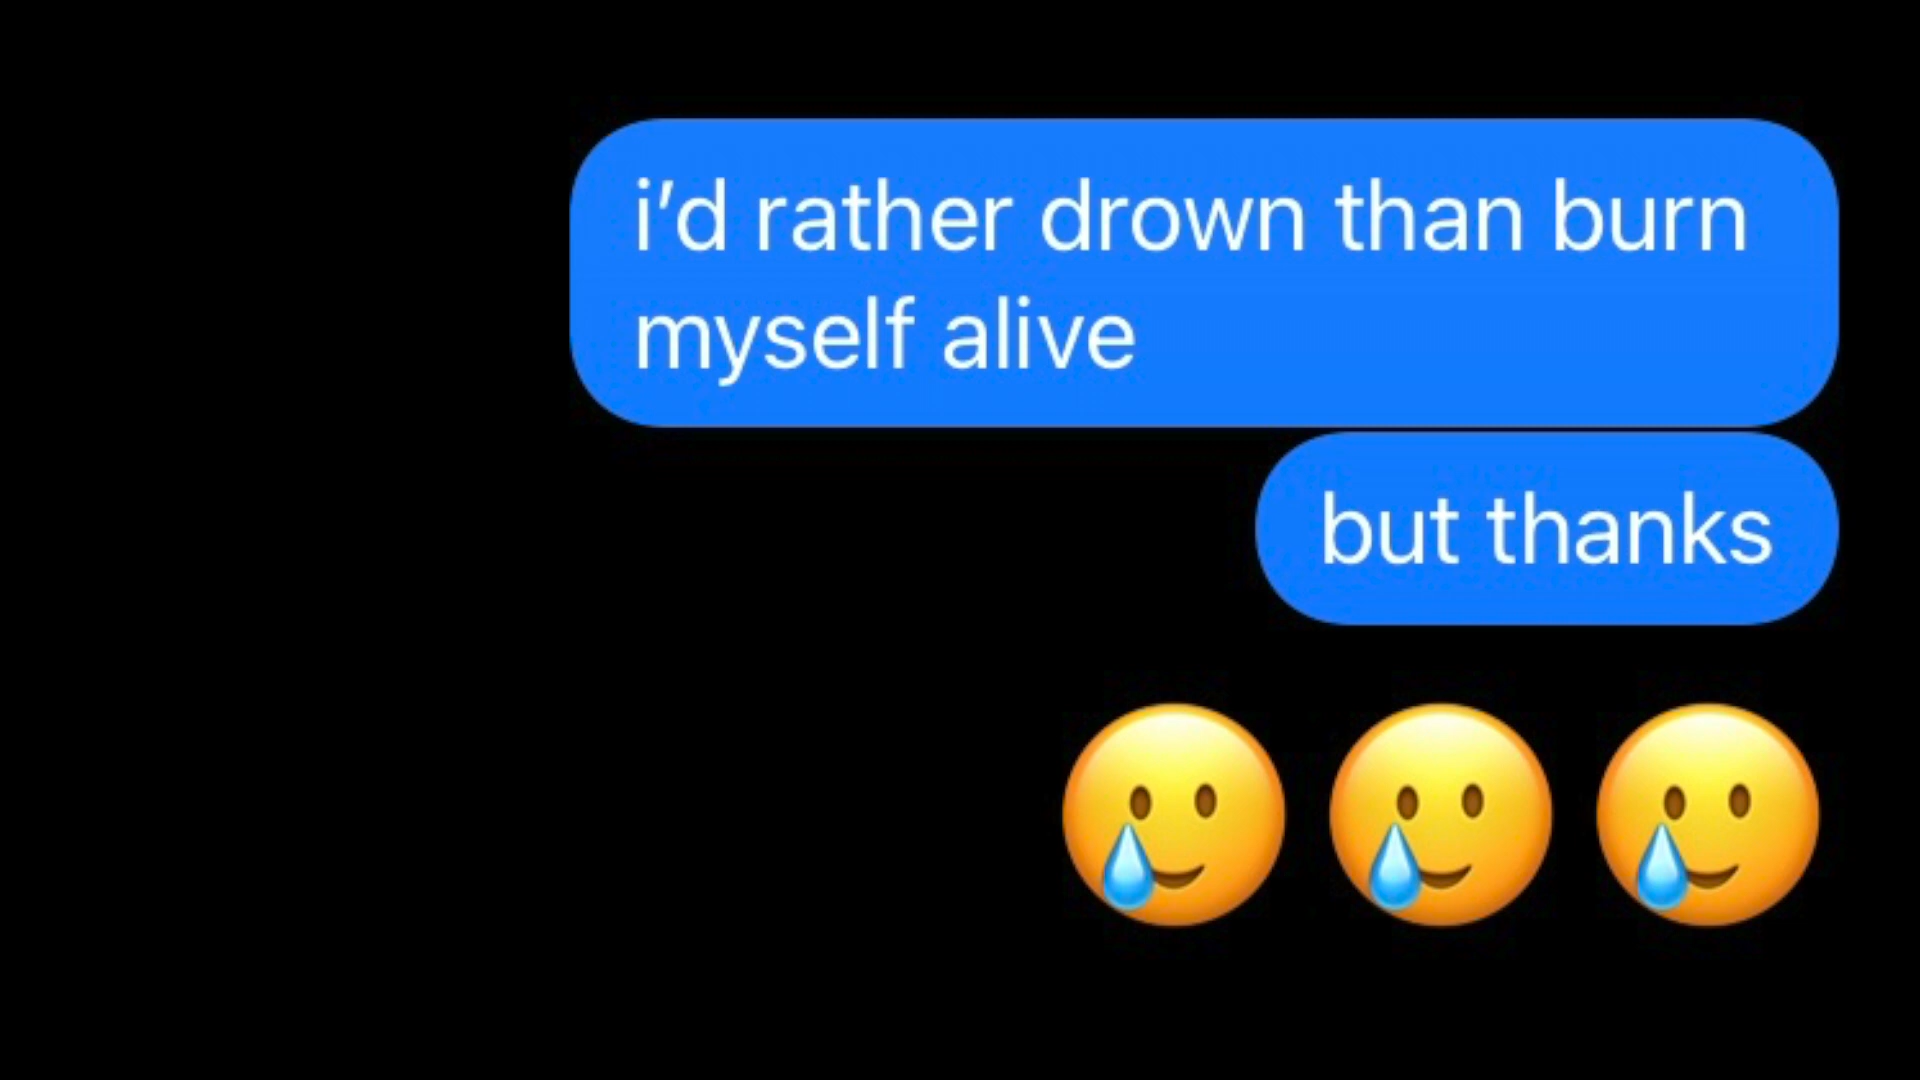 i’d rather drown than burn
myself alive
but thanks
🥲 🥲 🥲